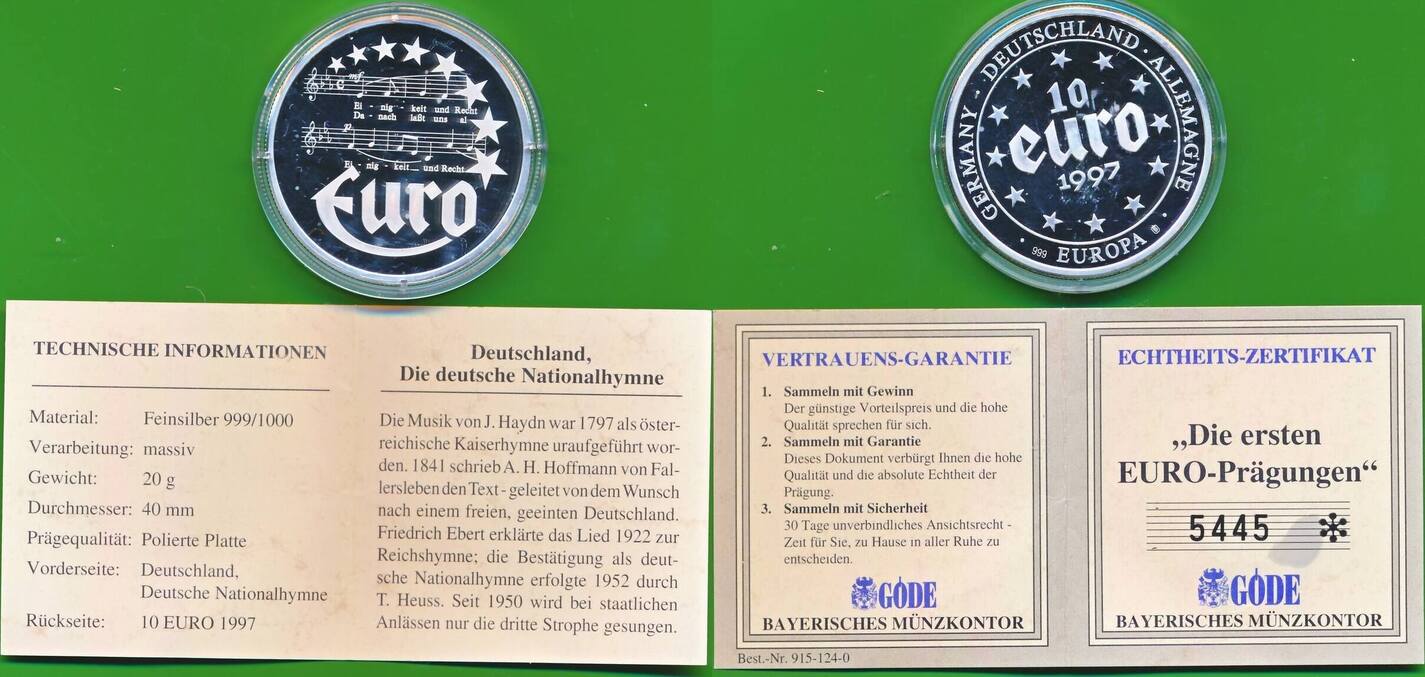 mf
Ei - nig - keit und Recht
Da - nach laßt uns al
p
Ei - nig - keit und Recht
Euro
GERMANY - DEUTSCHLAND · ALLEMAGNE
10
euro
1997
999 · EUROPA
TECHNISCHE INFORMATIONEN
Material: Feinsilber 999/1000
Verarbeitung: massiv
Gewicht: 20 g
Durchmesser: 40 mm
Prägequalität: Polierte Platte
Vorderseite: Deutschland,
Deutsche Nationalhymne
Rückseite: 10 EURO 1997
Deutschland,
Die deutsche Nationalhymne
Die Musik von J. Haydn war 1797 als öster-
reichische Kaiserhymne uraufgeführt wor-
den. 1841 schrieb A. H. Hoffmann von Fal-
lersleben den Text - geleitet von dem Wunsch
nach einem freien, geeinten Deutschland.
Friedrich Ebert erklärte das Lied 1922 zur
Reichshymne; die Bestätigung als deut-
sche Nationalhymne erfolgte 1952 durch
T. Heuss. Seit 1950 wird bei staatlichen
Anlässen nur die dritte Strophe gesungen.
VERTRAUENS-GARANTIE
1. Sammeln mit Gewinn
Der günstige Vorteilspreis und die hohe
Qualität sprechen für sich.
2. Sammeln mit Garantie
Dieses Dokument verbürgt Ihnen die hohe
Qualität und die absolute Echtheit der
Prägung.
3. Sammeln mit Sicherheit
30 Tage unverbindliches Ansichtsrecht -
Zeit für Sie, zu Hause in aller Ruhe zu
entscheiden.
GÖDE
BAYERISCHES MÜNZKONTOR
Best.-Nr. 915-124-0
ECHTHEITS-ZERTIFIKAT
„Die ersten
EURO-Prägungen“
5445 *
GÖDE
BAYERISCHES MÜNZKONTOR